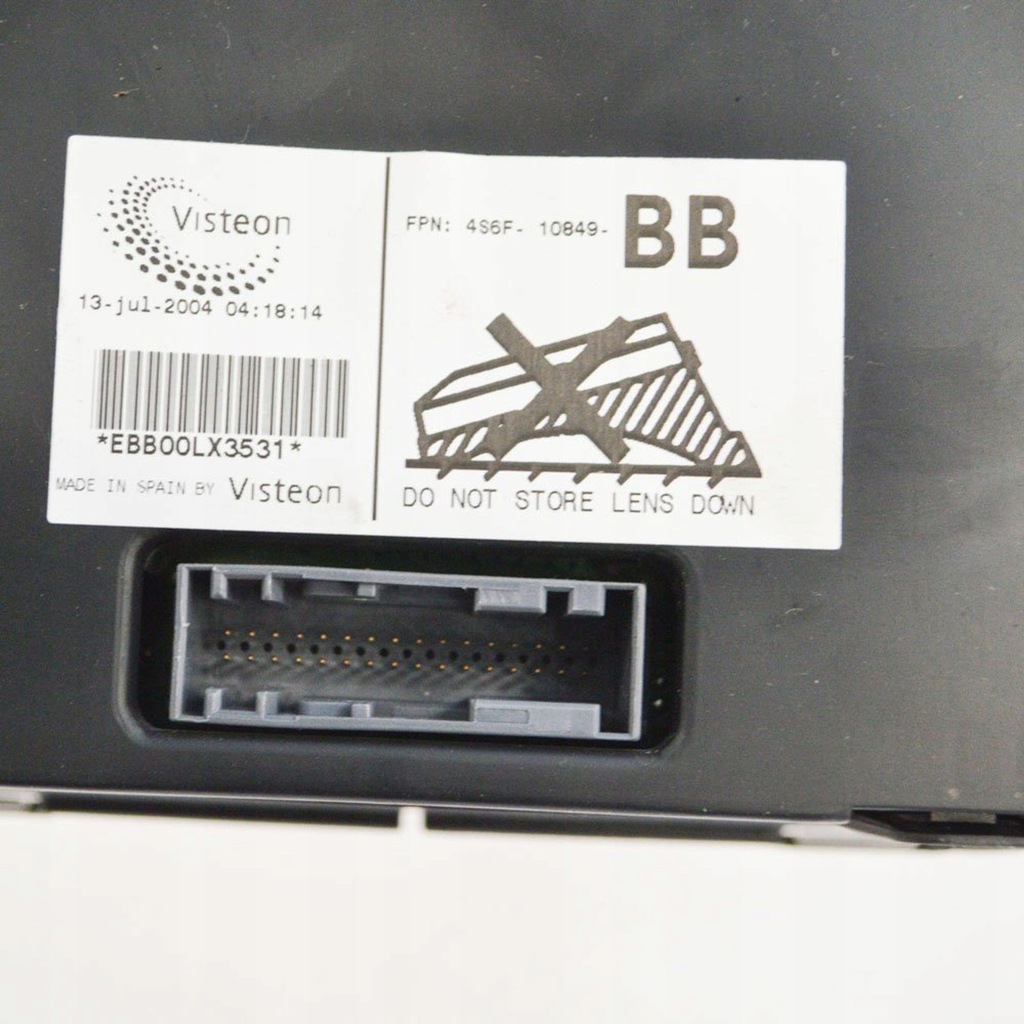 Visteon
13-jul-2004 04:18:14
*EBB00LX3531*
MADE IN SPAIN BY Visteon
FPN: 4S6F- 10849- BB
DO NOT STORE LENS DOWN